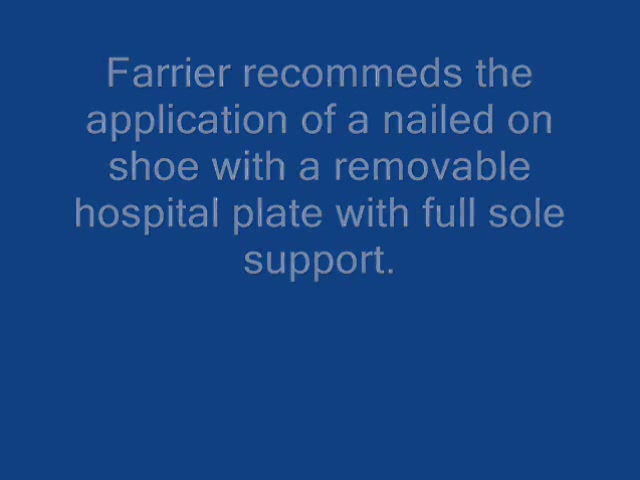 Farrier recommeds the
application of a nailed on
shoe with a removable
hospital plate with full sole
support.